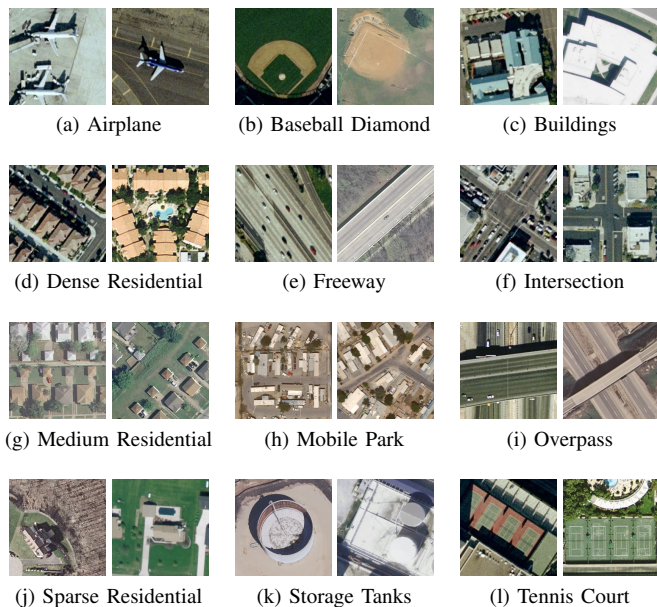 (a) Airplane
(b) Baseball Diamond
(c) Buildings
(d) Dense Residential
(e) Freeway
(f) Intersection
(g) Medium Residential
(h) Mobile Park
(i) Overpass
(j) Sparse Residential
(k) Storage Tanks
(l) Tennis Court